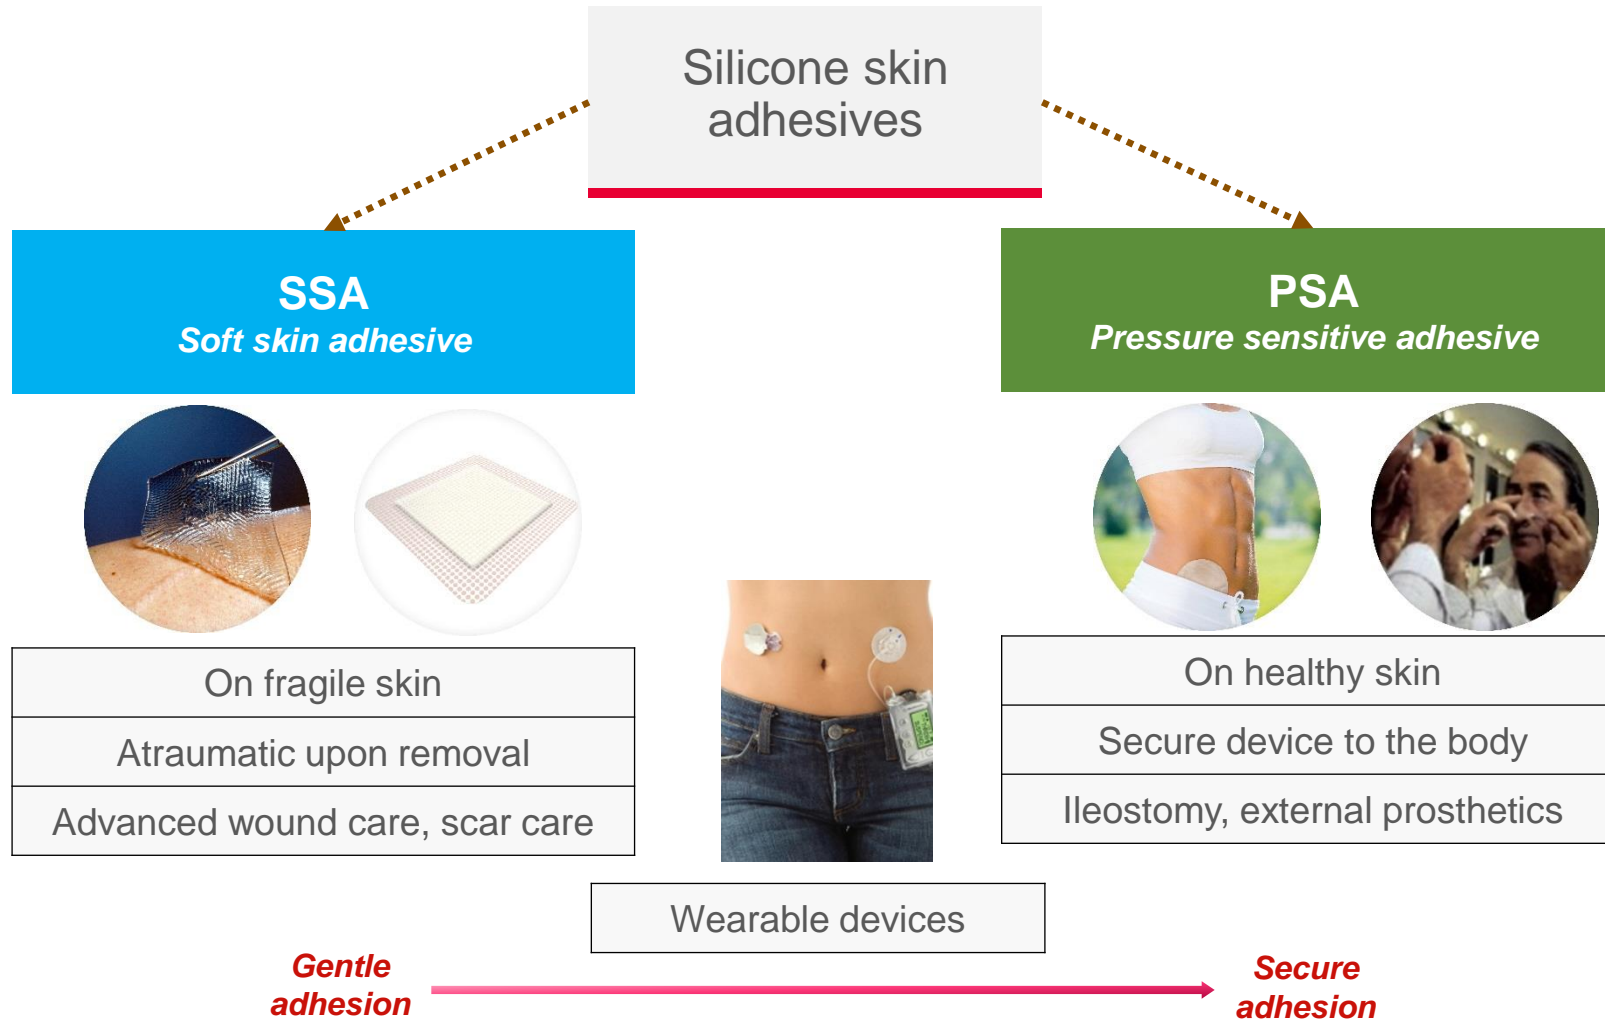 Silicone skin
adhesives
SSA
Soft skin adhesive
PSA
Pressure sensitive adhesive
On fragile skin
Atraumatic upon removal
Advanced wound care, scar care
On healthy skin
Secure device to the body
Ileostomy, external prosthetics
Wearable devices
Gentle
adhesion
Secure
adhesion